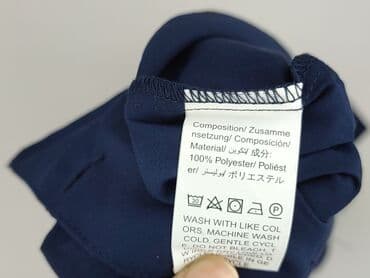 Composition/ Zusamme
nsetzung/ Composición/
Material/ تكوين/ 成分:
100% Polyester/ Poliést
er/ بوليستر/ ポリエステル
P
WASH WITH LIKE COL
ORS. MACHINE WASH
COLD, GENTLE CYCL
E. DO NOT BLEACH. T